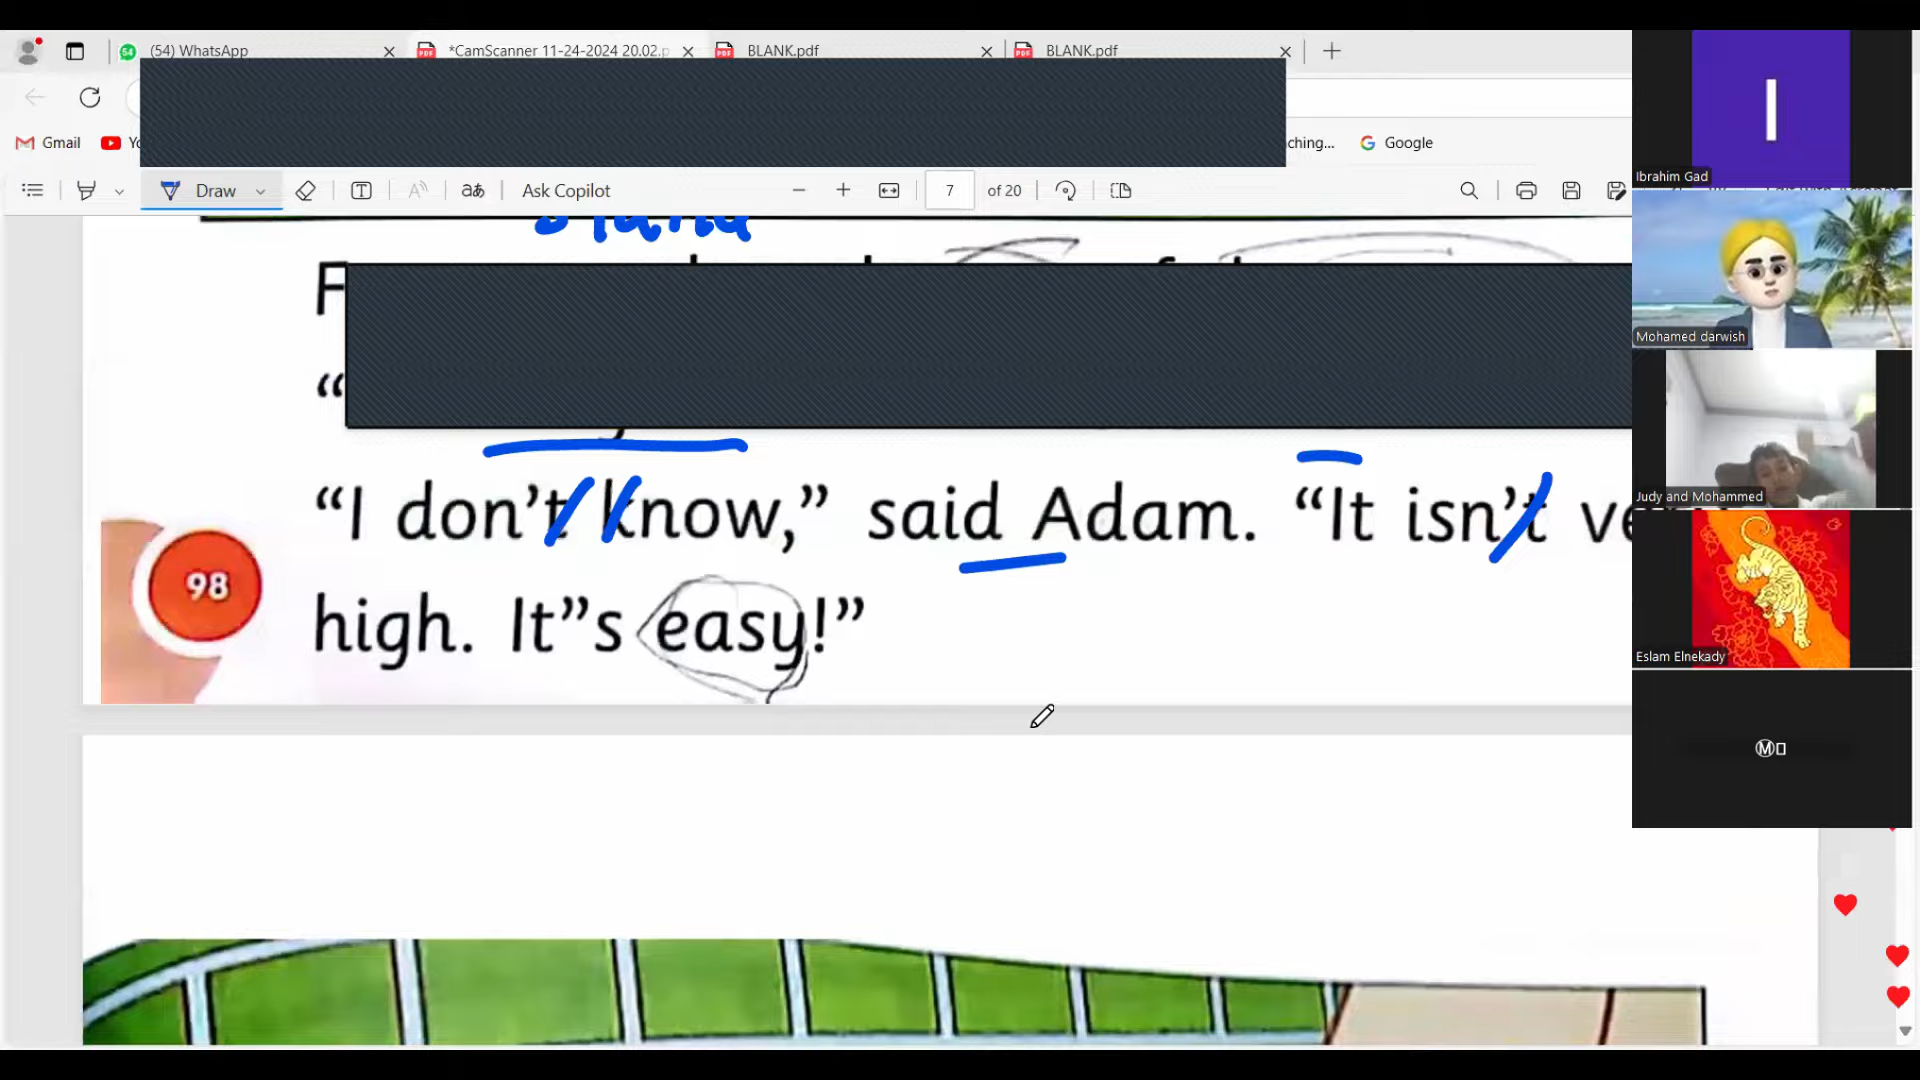 (54) WhatsApp
*CamScanner 11-24-2024 20.02.p
BLANK.pdf
BLANK.pdf
Gmail
ching...
Google
Draw
aあ
Ask Copilot
7 of 20
“I don’t know,” said Adam. “It isn’t
high. It”s easy!”
98
I
Ibrahim Gad
Mohamed darwish
Judy and Mohammed
Eslam Elnekady